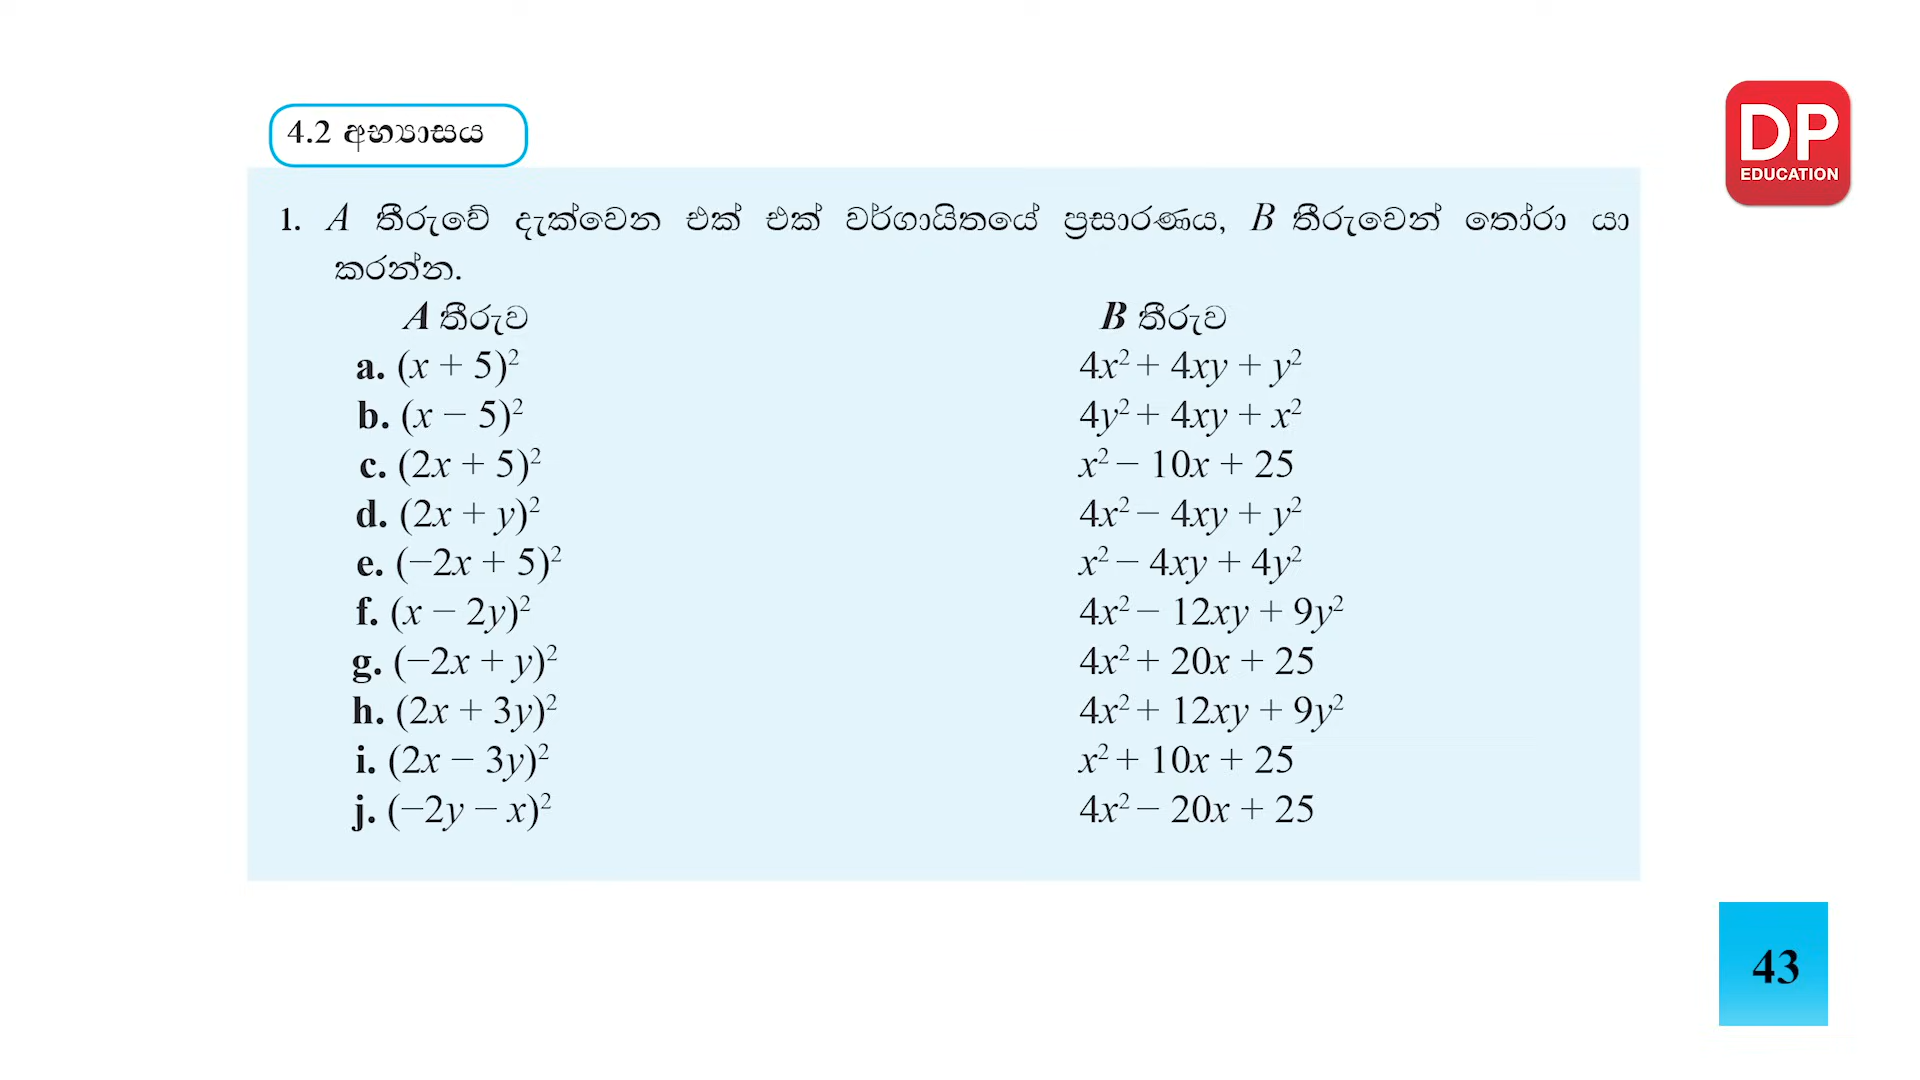 4.2 අභ්‍යාසය
DP
EDUCATION
1. A තීරුවේ දැක්වෙන එක් එක් වර්ගායිතයේ ප්‍රසාරණය, B තීරුවෙන් තෝරා යා
කරන්න.
A තීරුව B තීරුව
a. (x + 5)² 4x² + 4xy + y²
b. (x − 5)² 4y² + 4xy + x²
c. (2x + 5)² x² − 10x + 25
d. (2x + y)² 4x² − 4xy + y²
e. (−2x + 5)² x² − 4xy + 4y²
f. (x − 2y)² 4x² − 12xy + 9y²
g. (−2x + y)² 4x² + 20x + 25
h. (2x + 3y)² 4x² + 12xy + 9y²
i. (2x − 3y)² x² + 10x + 25
j. (−2y − x)² 4x² − 20x + 25
43